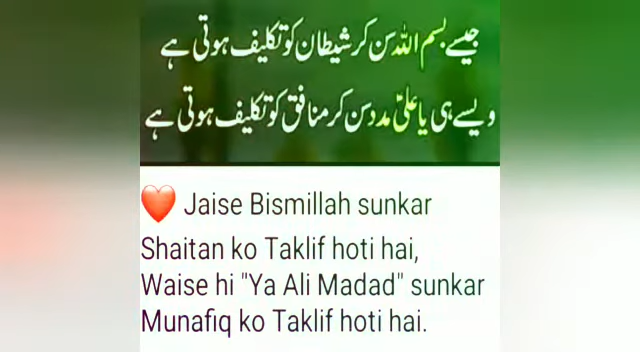 جیسے بسم اللہ سن کر شیطان کو تکلیف ہوتی ہے
ویسے ہی یا علیؑ مدد سن کر منافق کو تکلیف ہوتی ہے
❤️ Jaise Bismillah sunkar
Shaitan ko Taklif hoti hai,
Waise hi "Ya Ali Madad" sunkar
Munafiq ko Taklif hoti hai.